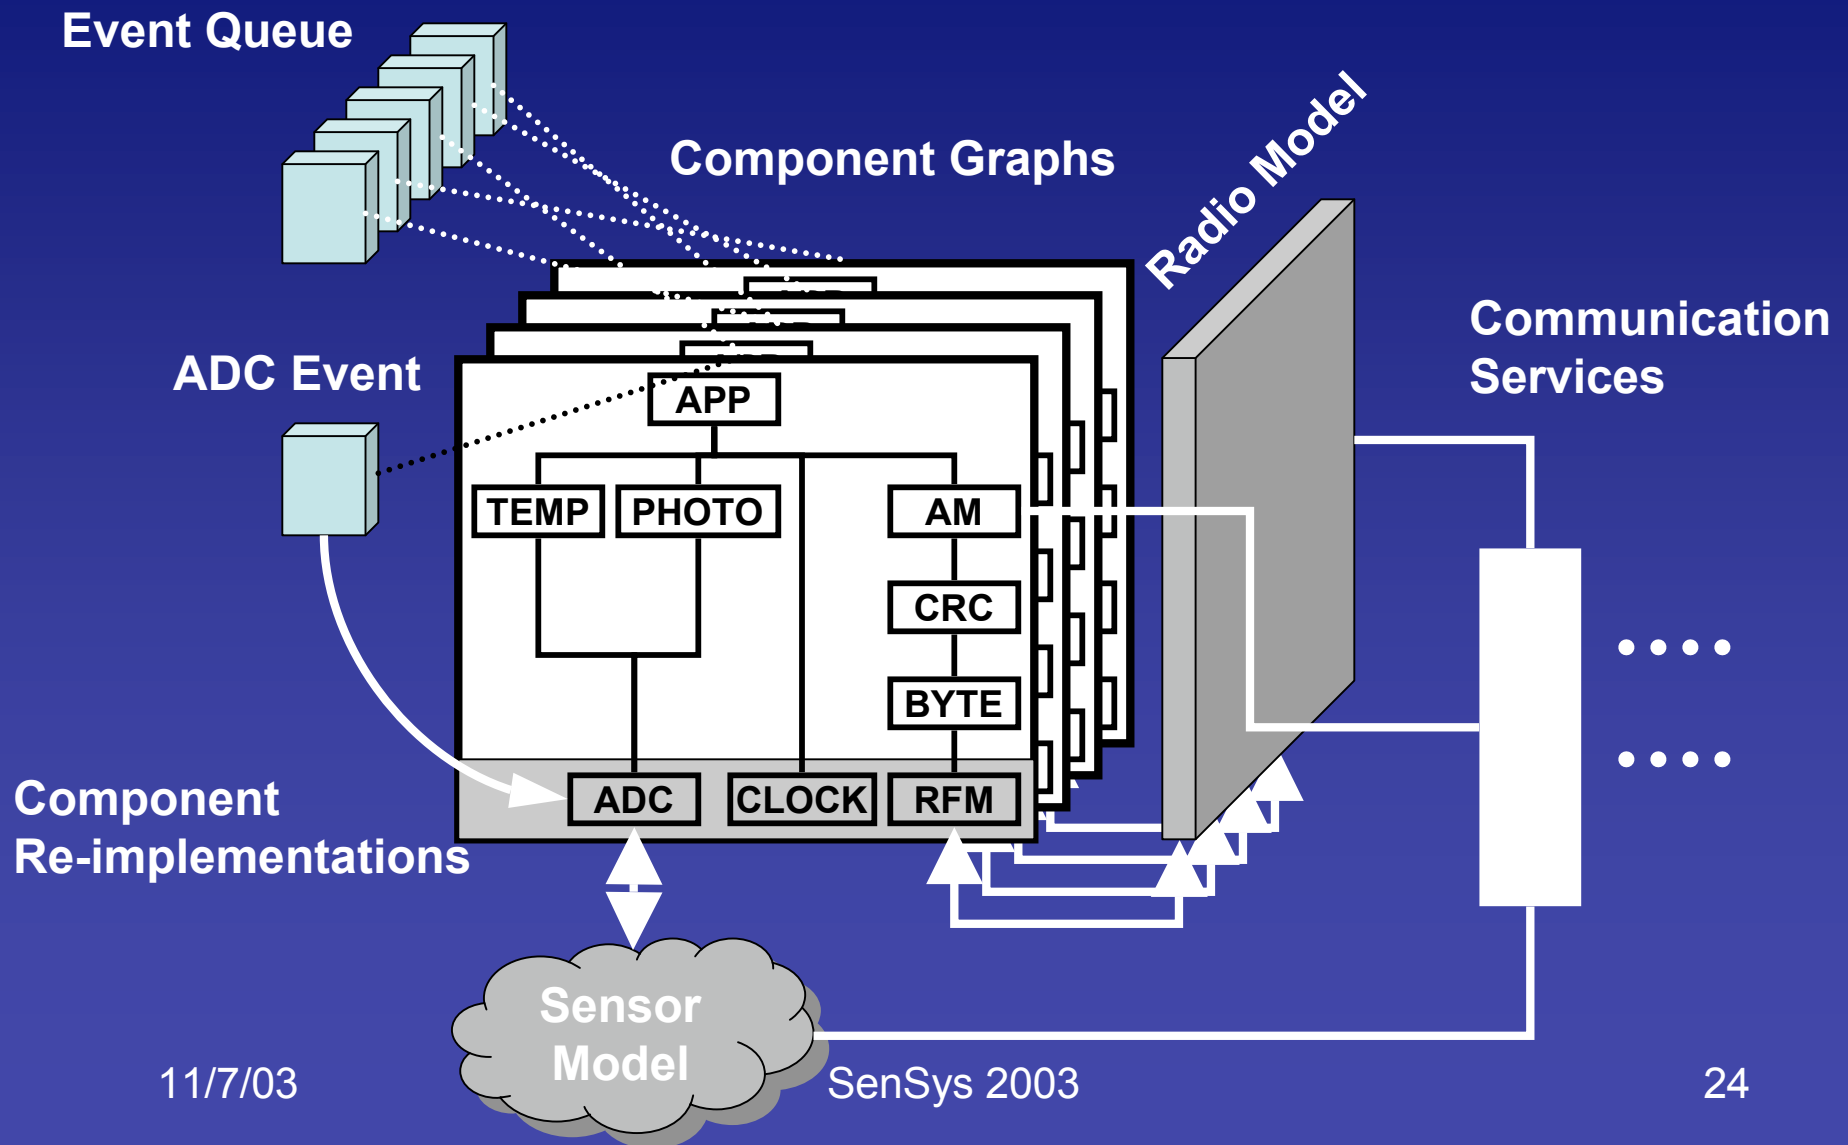 Event Queue
Component Graphs
Radio Model
Communication
Services
ADC Event
APP
TEMP
PHOTO
AM
CRC
BYTE
ADC
CLOCK
RFM
Component
Re-implementations
Sensor
Model
11/7/03
SenSys 2003
24